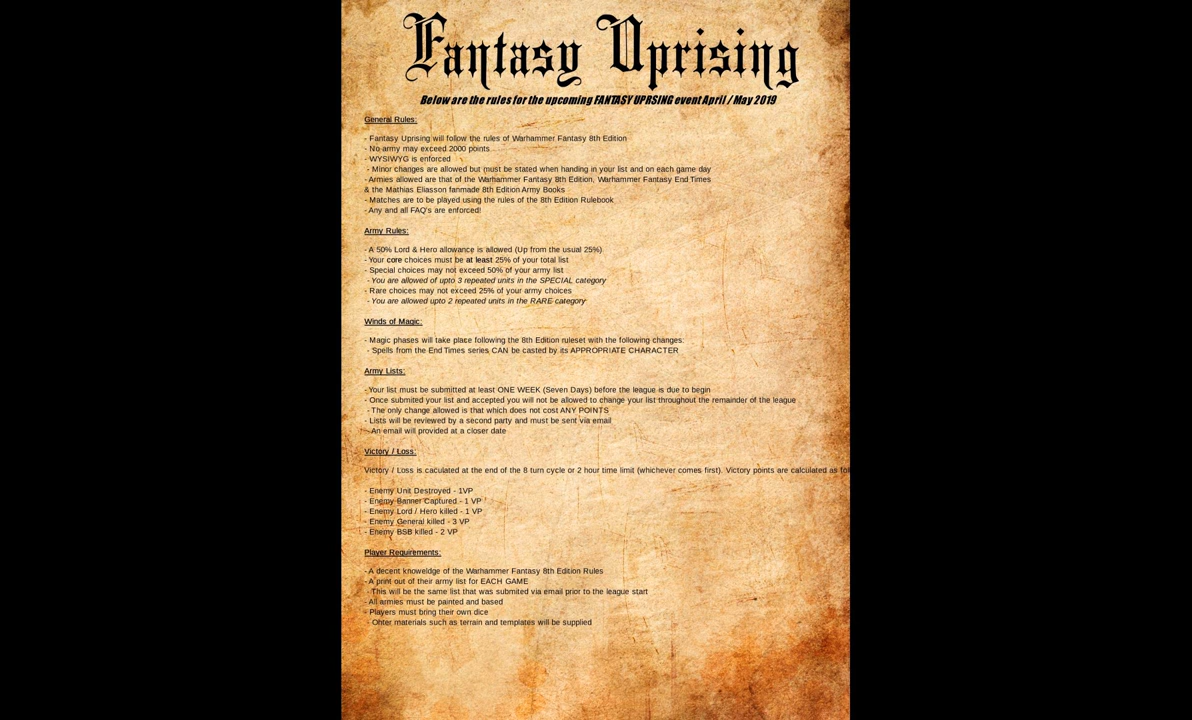 Fantasy Uprising
Below are the rules for the upcoming FANTASY UPRSING event April / May 2019
General Rules:
- Fantasy Uprising will follow the rules of Warhammer Fantasy 8th Edition
- No army may exceed 2000 points
- WYSIWYG is enforced
- Minor changes are allowed but must be stated when handing in your list and on each game day
- Armies allowed are that of the Warhammer Fantasy 8th Edition, Warhammer Fantasy End Times
& the Mathias Eliasson fanmade 8th Edition Army Books
- Matches are to be played using the rules of the 8th Edition Rulebook
- Any and all FAQ's are enforced!
Army Rules:
- A 50% Lord & Hero allowance is allowed (Up from the usual 25%).
- Your core choices must be at least 25% of your total list
- Special choices may not exceed 50% of your army list
- You are allowed of upto 3 repeated units in the SPECIAL category
- Rare choices may not exceed 25% of your army choices
- You are allowed upto 2 repeated units in the RARE category
Winds of Magic:
- Magic phases will take place following the 8th Edition ruleset with the following changes:
- Spells from the End Times series CAN be casted by its APPROPRIATE CHARACTER
Army Lists:
- Your list must be submitted at least ONE WEEK (Seven Days) before the league is due to begin
- Once submited your list and accepted you will not be allowed to change your list throughout the remainder of the league
- The only change allowed is that which does not cost ANY POINTS
- Lists will be reviewed by a second party and must be sent via email
- An email will provided at a closer date
Victory / Loss:
Victory / Loss is caculated at the end of the 8 turn cycle or 2 hour time limit (whichever comes first). Victory points are calculated as fol
- Enemy Unit Destroyed - 1VP
- Enemy Banner Captured - 1 VP
- Enemy Lord / Hero killed - 1 VP
- Enemy General killed - 3 VP
- Enemy BSB killed - 2 VP
Player Requirements:
- A decent knoweldge of the Warhammer Fantasy 8th Edition Rules
- A print out of their army list for EACH GAME
- This will be the same list that was submited via email prior to the league start
- All armies must be painted and based
- Players must bring their own dice
- Ohter materials such as terrain and templates will be supplied